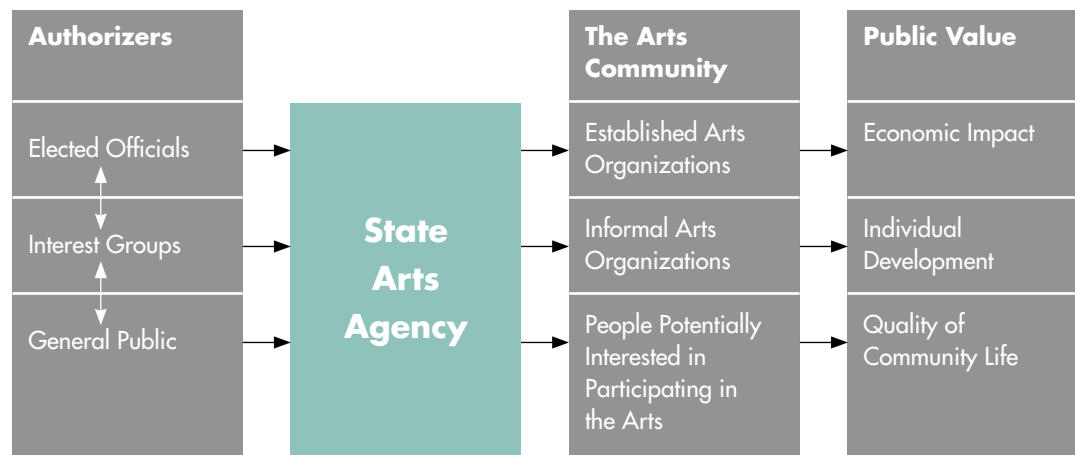 Authorizers
Elected Officials
Interest Groups
General Public
State
Arts
Agency
The Arts
Community
Established Arts
Organizations
Informal Arts
Organizations
People Potentially
Interested in
Participating in
the Arts
Public Value
Economic Impact
Individual
Development
Quality of
Community Life